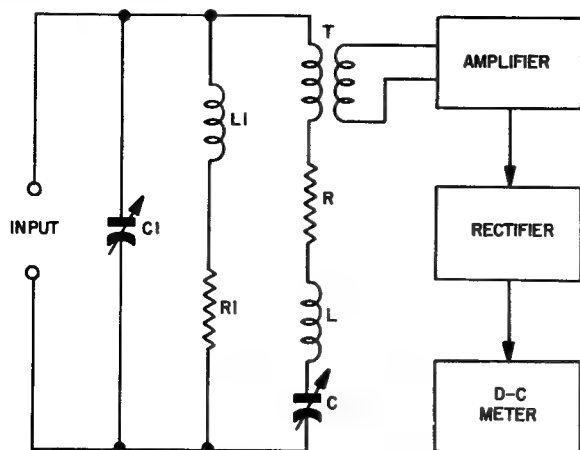 T
AMPLIFIER
L1
R
INPUT
C1
RECTIFIER
R1
L
C
D-C
METER